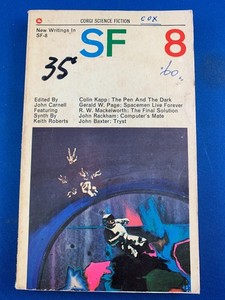 CORGI SCIENCE FICTION
COX
New Writings In
SF-8
SF 8
35¢
60
Edited By
John Carnell
Featuring
Synth By
Keith Roberts
Colin Kapp: The Pen And The Dark
Gerald W. Page: Spacemen Live Forever
R. W. Mackelworth: The Final Solution
John Rackham: Computer's Mate
John Baxter: Tryst